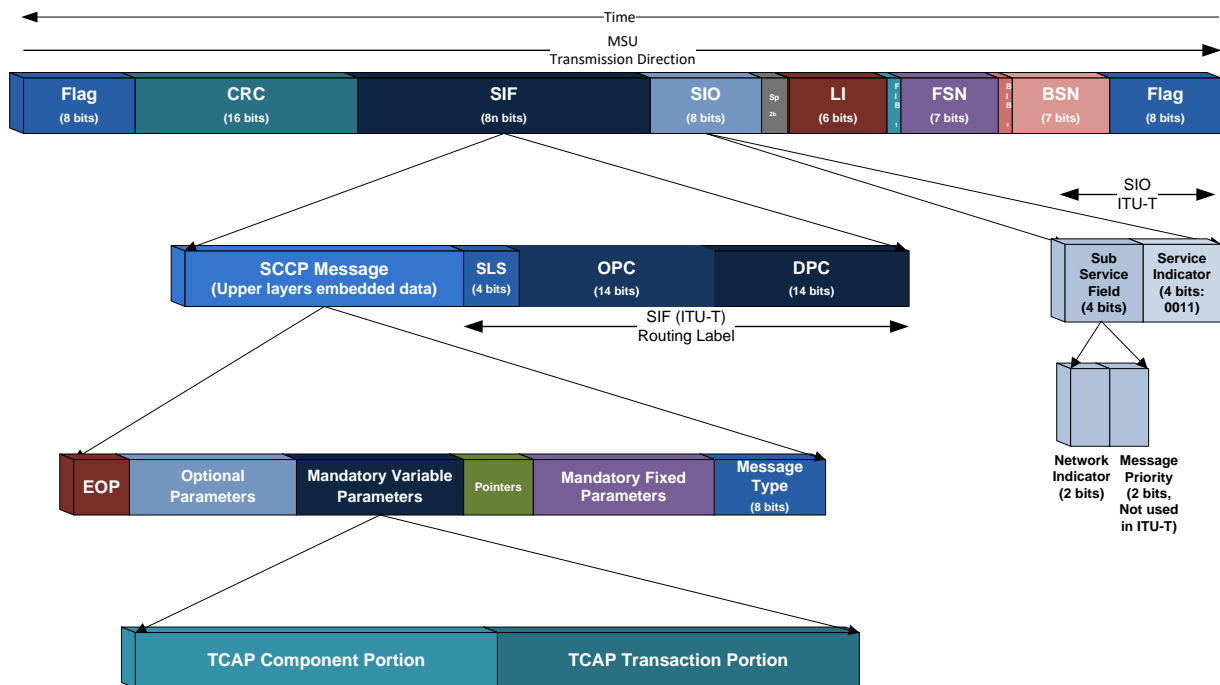 Time
MSU
Transmission Direction
Flag
(8 bits)
CRC
(16 bits)
SIF
(8n bits)
SIO
(8 bits)
Sp
2b
LI
(6 bits)
F
I
B
1
FSN
(7 bits)
B
I
B
1
BSN
(7 bits)
Flag
(8 bits)
SIO
ITU-T
SCCP Message
(Upper layers embedded data)
SLS
(4 bits)
OPC
(14 bits)
DPC
(14 bits)
Sub
Service
Field
(4 bits)
Service
Indicator
(4 bits:
0011)
SIF (ITU-T)
Routing Label
Network
Indicator
(2 bits)
Message
Priority
(2 bits,
Not used
in ITU-T)
EOP
Optional
Parameters
Mandatory Variable
Parameters
Pointers
Mandatory Fixed
Parameters
Message
Type
(8 bits)
TCAP Component Portion
TCAP Transaction Portion